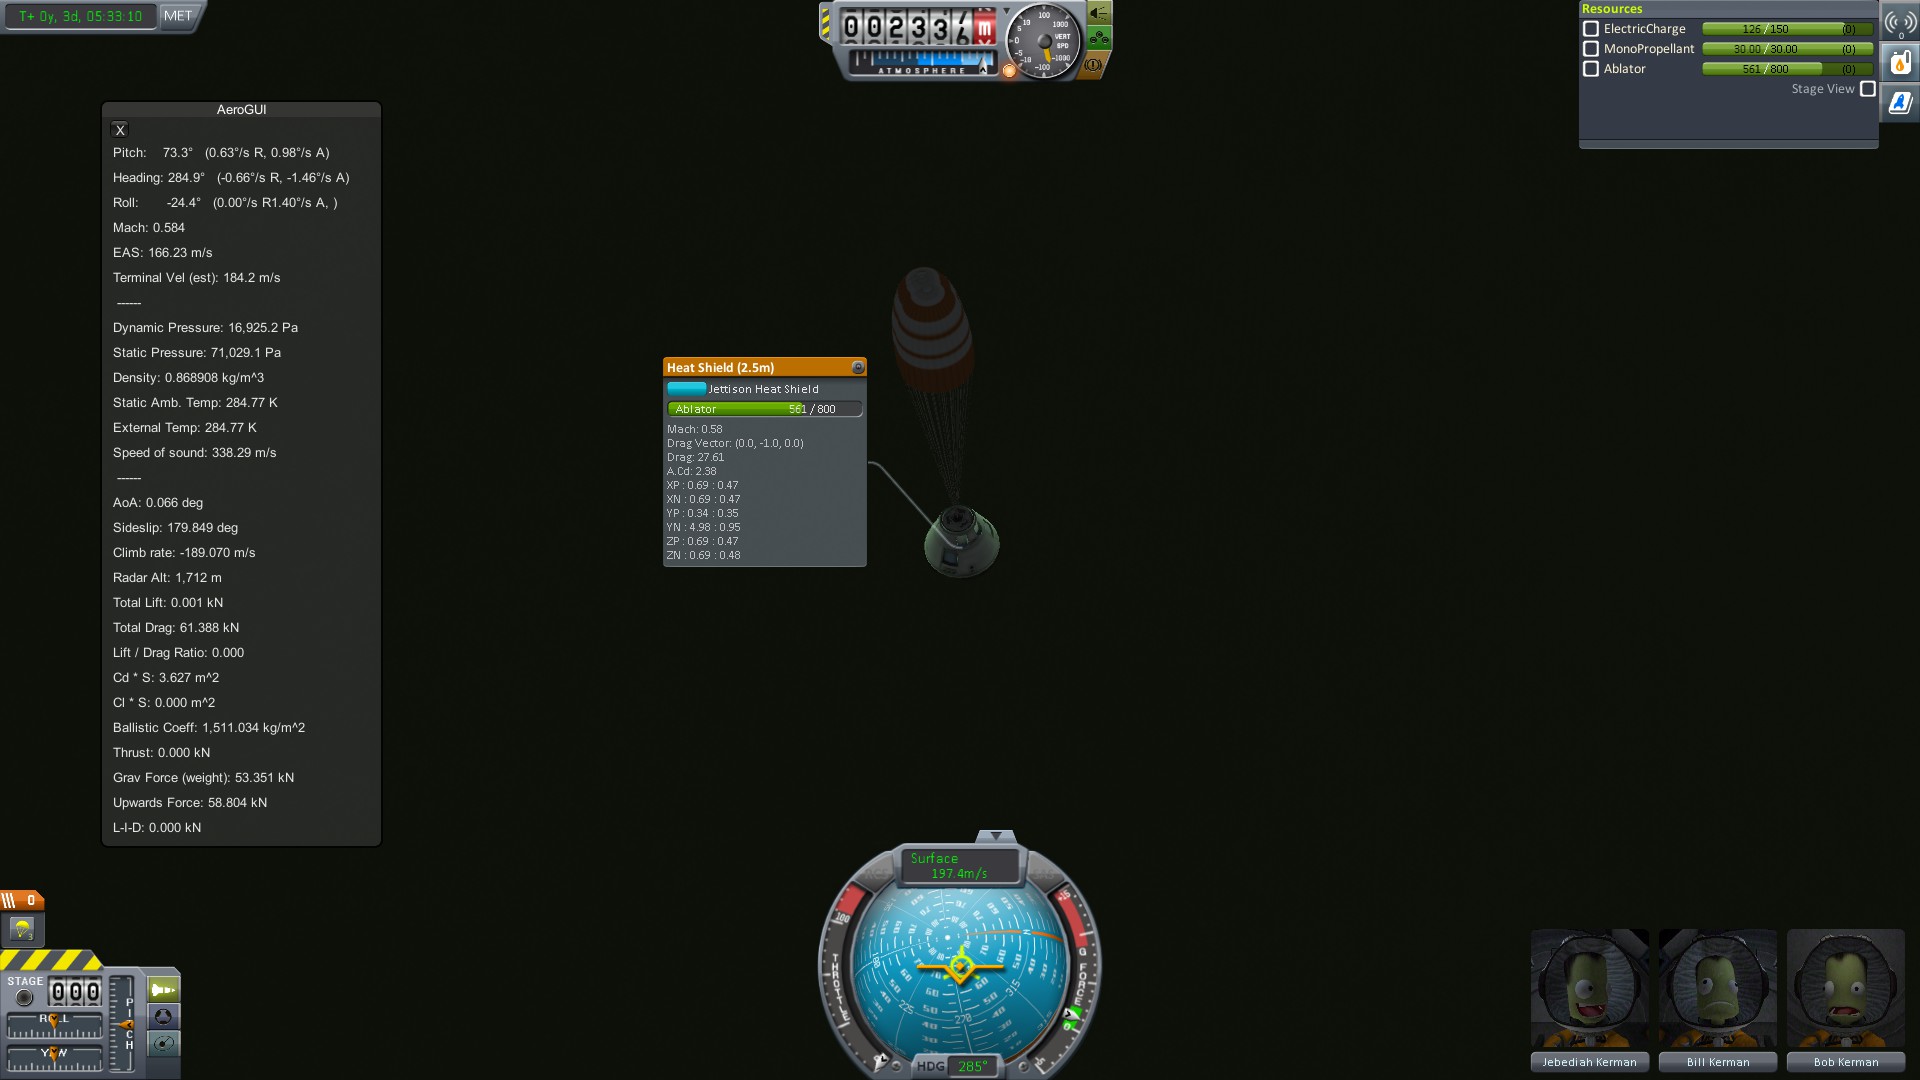 T+ 0y, 3d, 05:33:10 MET
ATMOSPHERE
VERT SPD
Resources
ElectricCharge 126 / 150 (0)
MonoPropellant 30.00 / 30.00 (0)
Ablator 561 / 800 (0)
Stage View
AeroGUI
X
Pitch: 73.3° (0.63°/s R, 0.98°/s A)
Heading: 284.9° (-0.66°/s R, -1.46°/s A)
Roll: -24.4° (0.00°/s R1.40°/s A, )
Mach: 0.584
EAS: 166.23 m/s
Terminal Vel (est): 184.2 m/s
------
Dynamic Pressure: 16,925.2 Pa
Static Pressure: 71,029.1 Pa
Density: 0.868908 kg/m^3
Static Amb. Temp: 284.77 K
External Temp: 284.77 K
Speed of sound: 338.29 m/s
------
AoA: 0.066 deg
Sideslip: 179.849 deg
Climb rate: -189.070 m/s
Radar Alt: 1,712 m
Total Lift: 0.001 kN
Total Drag: 61.388 kN
Lift / Drag Ratio: 0.000
Cd * S: 3.627 m^2
Cl * S: 0.000 m^2
Ballistic Coeff: 1,511.034 kg/m^2
Thrust: 0.000 kN
Grav Force (weight): 53.351 kN
Upwards Force: 58.804 kN
L-I-D: 0.000 kN
Heat Shield (2.5m)
Jettison Heat Shield
Ablator 561 / 800
Mach: 0.58
Drag Vector: (0.0, -1.0, 0.0)
Drag: 27.61
A.Cd: 2.38
XP : 0.69 : 0.47
XN : 0.69 : 0.47
YP : 0.34 : 0.35
YN : 4.98 : 0.95
ZP : 0.69 : 0.47
ZN : 0.69 : 0.48
0
3
STAGE
000
ROLL
YAW
PITCH
Surface
197.4m/s
THROTTLE
G FORCE
HDG 285°
Jebediah Kerman
Bill Kerman
Bob Kerman